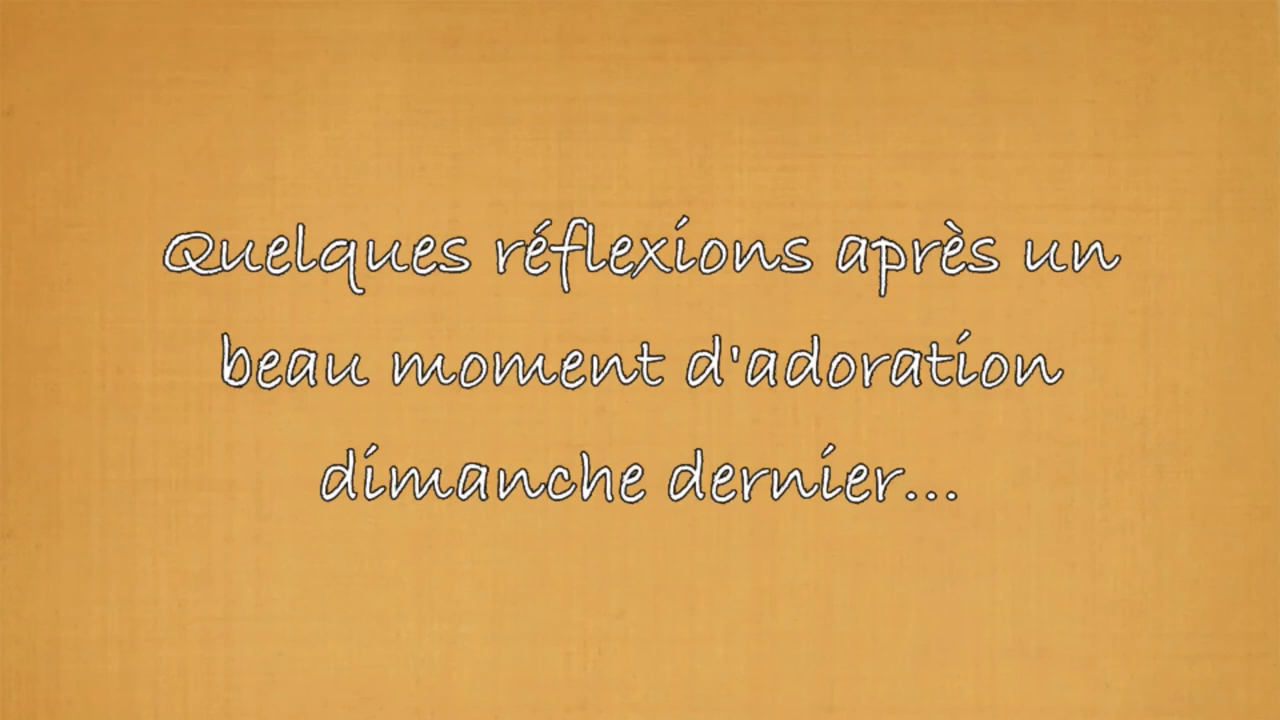 Quelques réflexions après un
beau moment d'adoration
dimanche dernier...